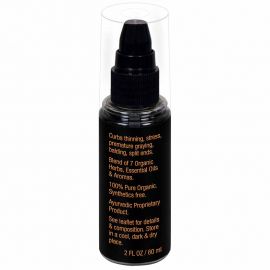 Curbs thinning, stress,
premature graying,
balding, split ends.
Blend of 7 Organic
Herbs, Essential Oils
& Aromas.
100% Pure Organic,
Synthetics free.
Ayurvedic Proprietary
Product.
See leaflet for details
& composition. Store
in a cool, dark & dry
place.
2 FL OZ/ 60 mL